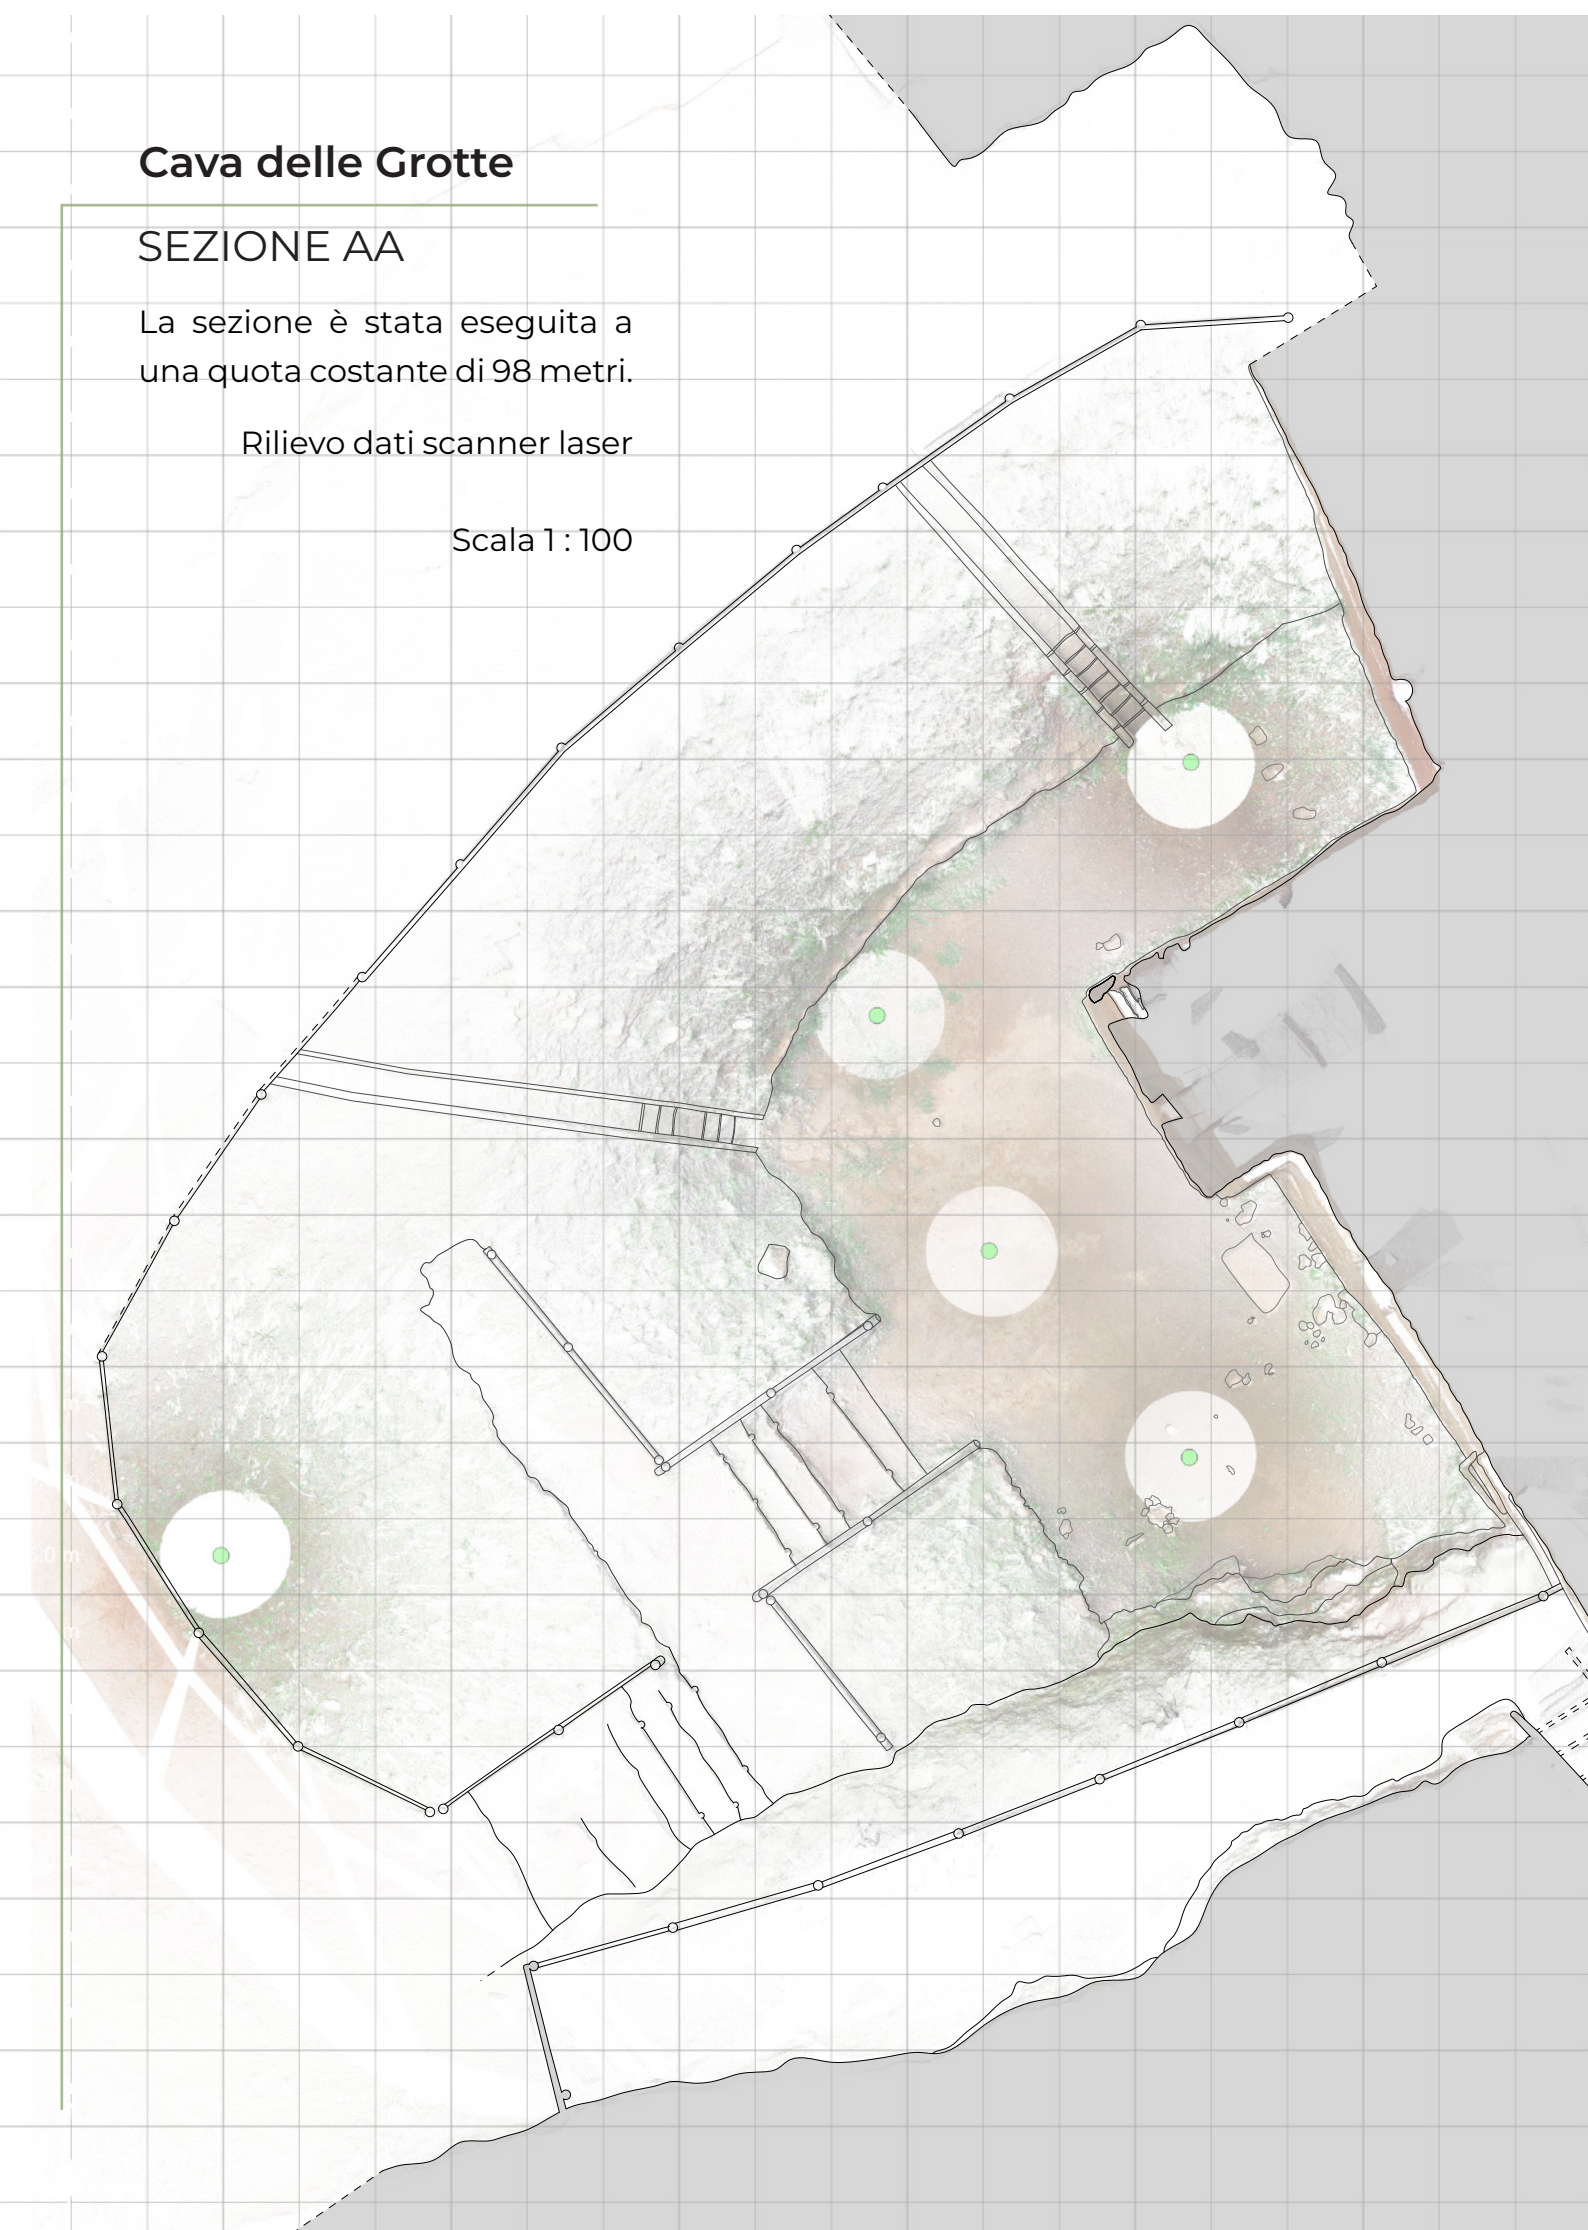 Cava delle Grotte
SEZIONE AA
La sezione è stata eseguita a
una quota costante di 98 metri.
Rilievo dati scanner laser
Scala 1 : 100